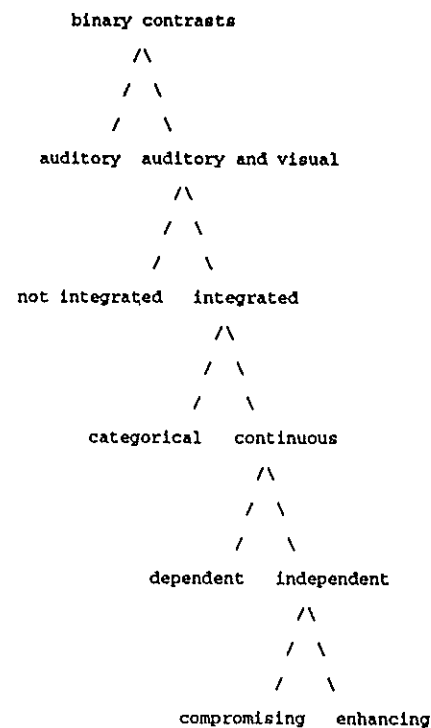 binary contrasts
auditory auditory and visual
not integrated integrated
categorical continuous
dependent independent
compromising enhancing